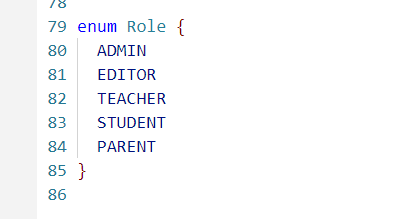 78
79 enum Role {
80 ADMIN
81 EDITOR
82 TEACHER
83 STUDENT
84 PARENT
85 }
86